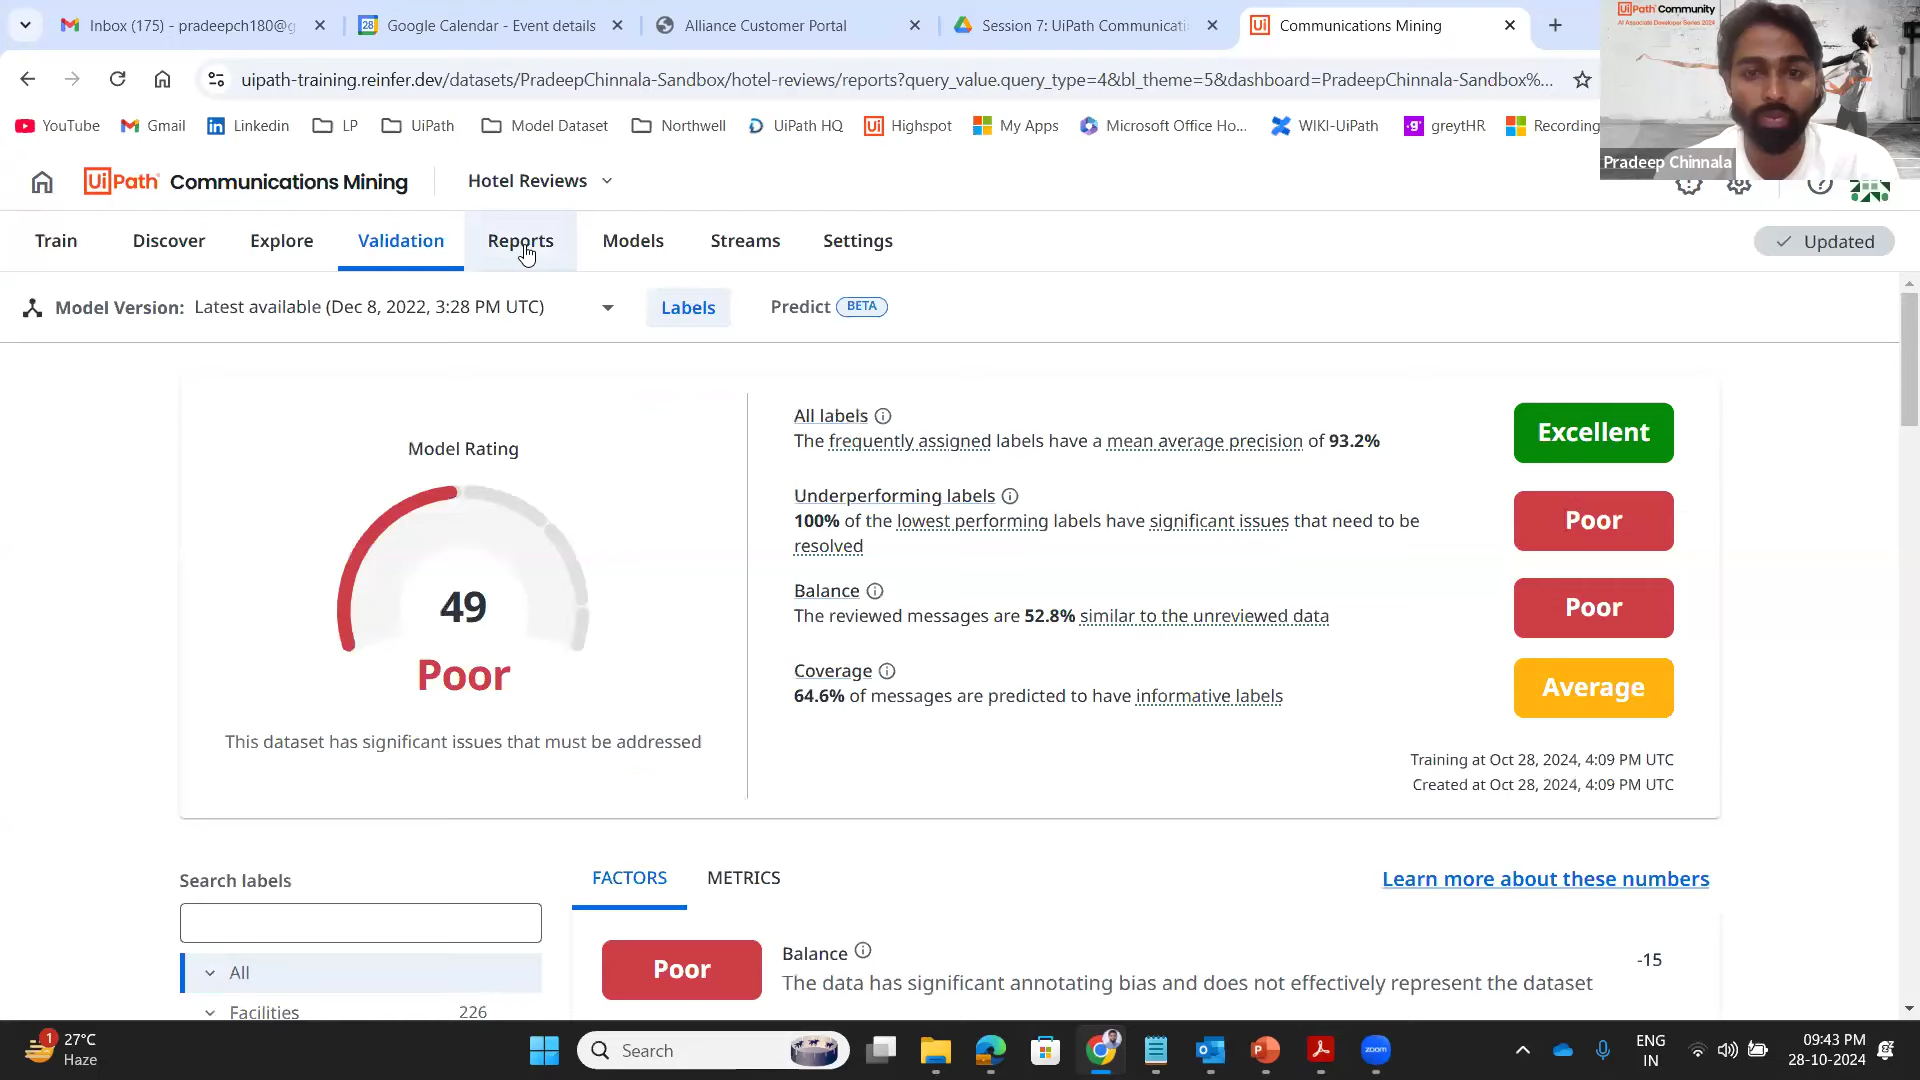 Inbox (175) - pradeepch180@g
Google Calendar - Event details
Alliance Customer Portal
Session 7: UiPath Communicati
Communications Mining
uipath-training.reinfer.dev/datasets/PradeepChinnala-Sandbox/hotel-reviews/reports?query_value.query_type=4&bl_theme=5&dashboard=PradeepChinnala-Sandbox%...
YouTube
Gmail
Linkedin
LP
UiPath
Model Dataset
Northwell
UiPath HQ
Highspot
My Apps
Microsoft Office Ho...
WIKI-UiPath
greytHR
Recording
UiPath Community
AI Associate Developer Series 2024
Pradeep Chinnala
UiPath Communications Mining
Hotel Reviews
Train
Discover
Explore
Validation
Reports
Models
Streams
Settings
Updated
Model Version: Latest available (Dec 8, 2022, 3:28 PM UTC)
Labels
Predict BETA
Model Rating
49
Poor
This dataset has significant issues that must be addressed
All labels
The frequently assigned labels have a mean average precision of 93.2%
Excellent
Underperforming labels
100% of the lowest performing labels have significant issues that need to be
resolved
Poor
Balance
The reviewed messages are 52.8% similar to the unreviewed data
Poor
Coverage
64.6% of messages are predicted to have informative labels
Average
Training at Oct 28, 2024, 4:09 PM UTC
Created at Oct 28, 2024, 4:09 PM UTC
Search labels
All
Facilities 226
FACTORS
METRICS
Learn more about these numbers
Poor
Balance
The data has significant annotating bias and does not effectively represent the dataset
-15
1
27°C
Haze
Search
zoom
ENG
IN
09:43 PM
28-10-2024